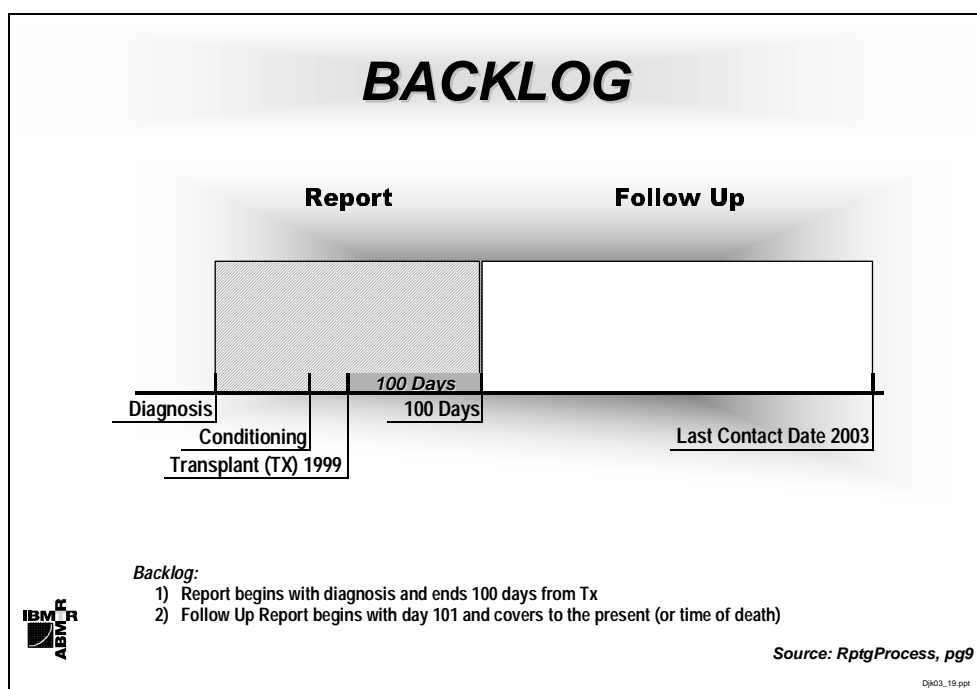 BACKLOG
Report
Follow Up
100 Days
Diagnosis
100 Days
Conditioning
Last Contact Date 2003
Transplant (TX) 1999
Backlog:
1) Report begins with diagnosis and ends 100 days from Tx
2) Follow Up Report begins with day 101 and covers to the present (or time of death)
IBMTR
ABMTR
Source: RptgProcess, pg9
Djk03_19.ppt